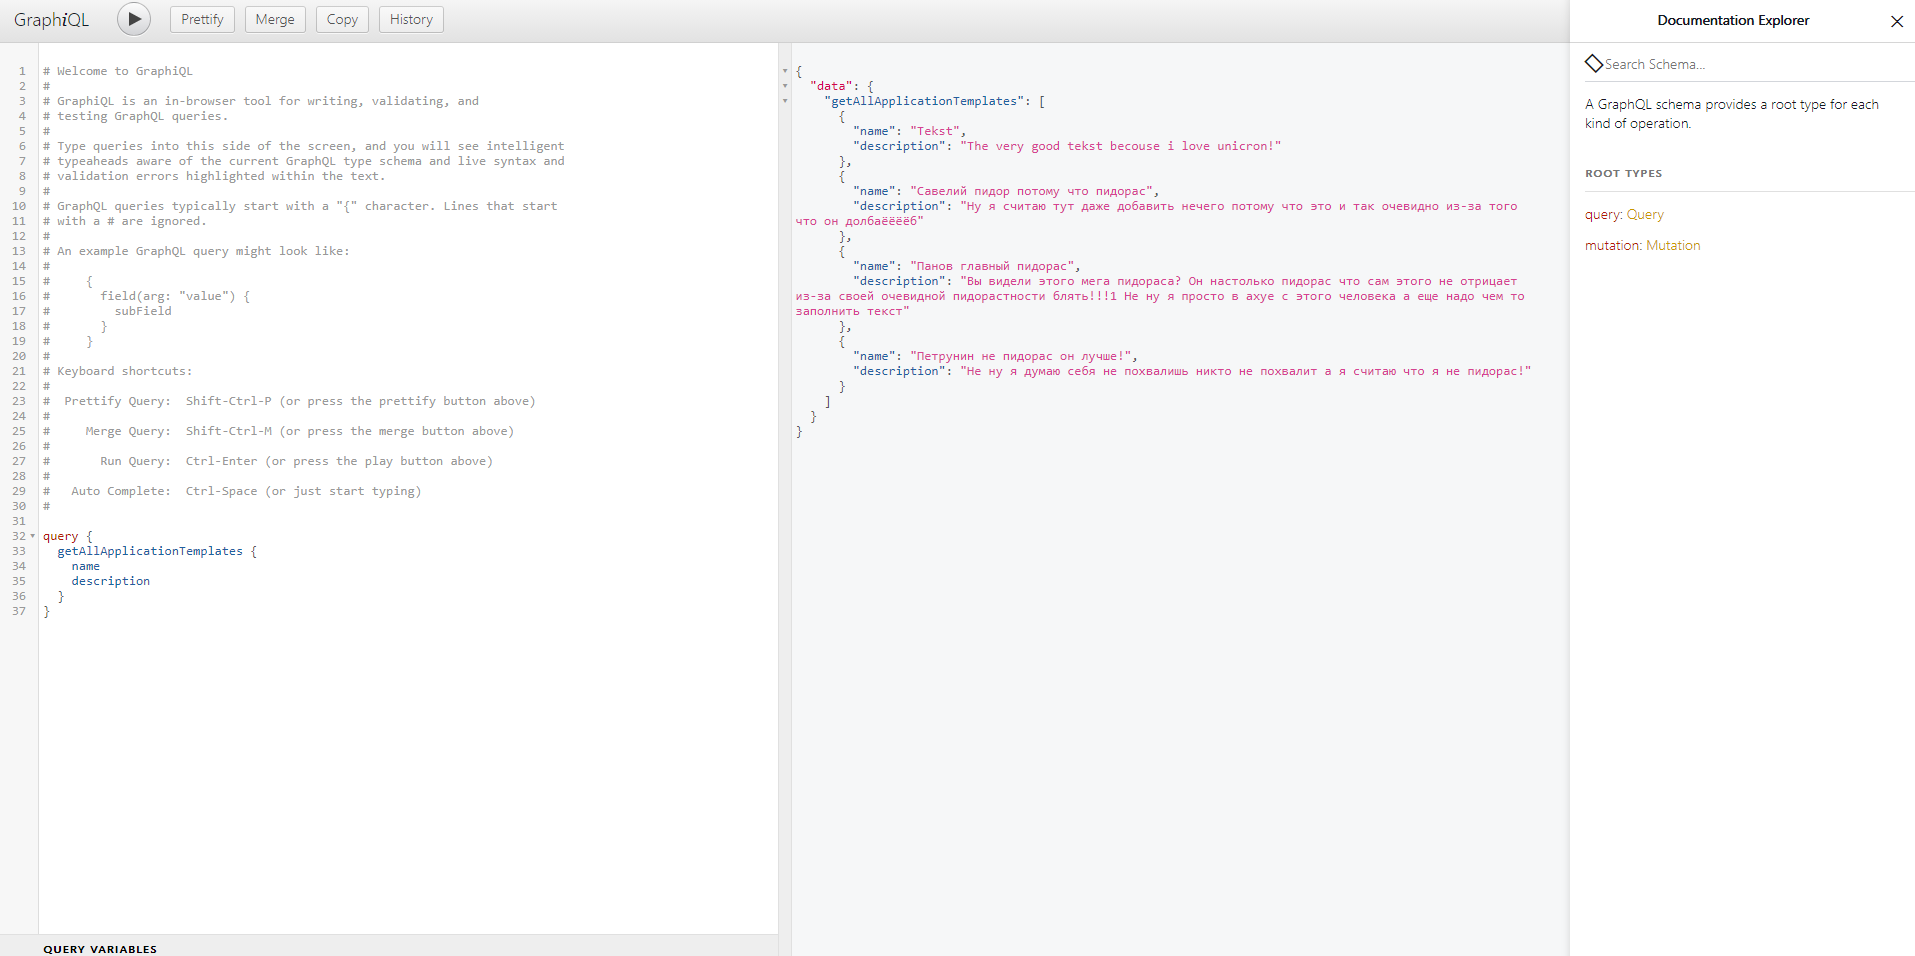 GraphiQL
Prettify
Merge
Copy
History
1 # Welcome to GraphiQL
2 #
3 # GraphiQL is an in-browser tool for writing, validating, and
4 # testing GraphQL queries.
5 #
6 # Type queries into this side of the screen, and you will see intelligent
7 # typeaheads aware of the current GraphQL type schema and live syntax and
8 # validation errors highlighted within the text.
9 #
10 # GraphQL queries typically start with a "{" character. Lines that start
11 # with a # are ignored.
12 #
13 # An example GraphQL query might look like:
14 #
15 #     {
16 #       field(arg: "value") {
17 #         subField
18 #       }
19 #     }
20 #
21 # Keyboard shortcuts:
22 #
23 #  Prettify Query:  Shift-Ctrl-P (or press the prettify button above)
24 #
25 #     Merge Query:  Shift-Ctrl-M (or press the merge button above)
26 #
27 #       Run Query:  Ctrl-Enter (or press the play button above)
28 #
29 #   Auto Complete:  Ctrl-Space (or just start typing)
30 #
31
32 query {
33   getAllApplicationTemplates {
34     name
35     description
36   }
37 }
QUERY VARIABLES
{
  "data": {
    "getAllApplicationTemplates": [
      {
        "name": "Tekst",
        "description": "The very good tekst becouse i love unicron!"
      },
      {
        "name": "Савелий пидор потому что пидорас",
        "description": "Ну я считаю тут даже добавить нечего потому что это и так очевидно из-за того
что он долбаёёёёб"
      },
      {
        "name": "Панов главный пидорас",
        "description": "Вы видели этого мега пидораса? Он настолько пидорас что сам этого не отрицает
из-за своей очевидной пидорастности блять!!!1 Не ну я просто в ахуе с этого человека а еще надо чем то
заполнить текст"
      },
      {
        "name": "Петрунин не пидорас он лучше!",
        "description": "Не ну я думаю себя не похвалишь никто не похвалит а я считаю что я не пидорас!"
      }
    ]
  }
}
Documentation Explorer
Search Schema...
A GraphQL schema provides a root type for each
kind of operation.
ROOT TYPES
query: Query
mutation: Mutation